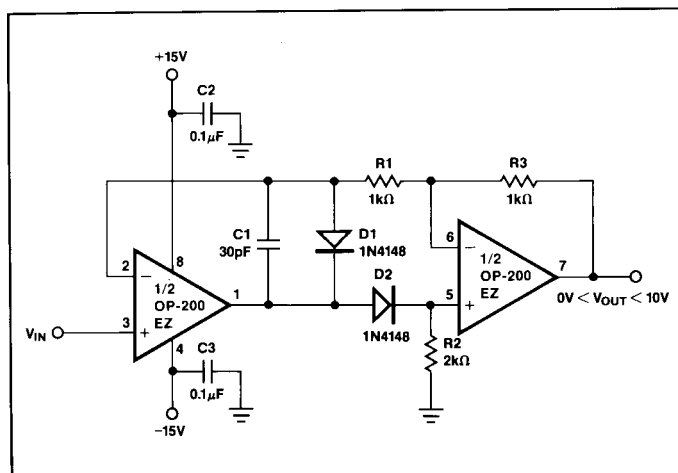 +15V
C2
0.1µF
R1
1kΩ
R3
1kΩ
C1
30pF
D1
1N4148
D2
1N4148
2
−
8
1/2
OP-200
EZ
1
3
+
4
VIN
6
−
1/2
OP-200
EZ
7
5
+
0V < VOUT < 10V
R2
2kΩ
C3
0.1µF
−15V